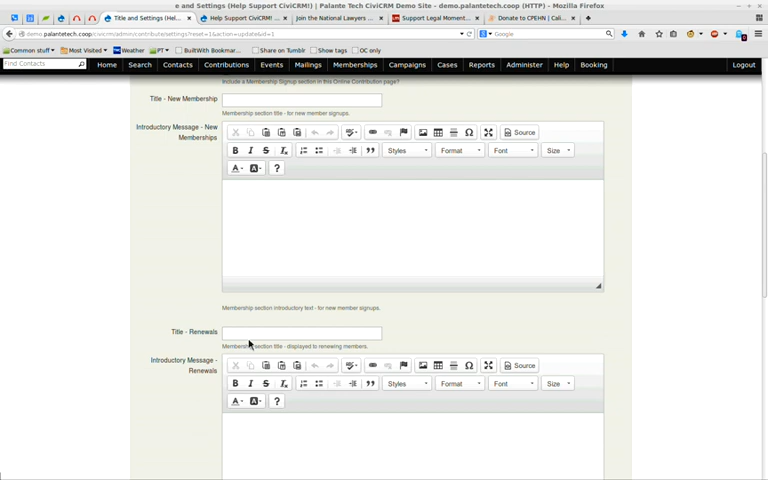 e and Settings (Help Support CiviCRM!) | Palante Tech CiviCRM Demo Site - demo.palantetech.coop (HTTP) - Mozilla Firefox
Title and Settings (Hel...
Help Support CiviCRM! ...
Join the National Lawyers ...
Support Legal Moment...
Donate to CPEHN | Cali...
demo.palantetech.coop/civicrm/admin/contribute/settings?reset=1&action=update&id=1
Google
Common stuff
Most Visited
Weather
PT
BuiltWith Bookmar...
Share on Tumblr
Show tags
OC only
Find Contacts
Home
Search
Contacts
Contributions
Events
Mailings
Memberships
Campaigns
Cases
Reports
Administer
Help
Booking
Logout
Include a Membership Signup section in this Online Contribution page?
Title - New Membership
Membership section title - for new member signups.
Introductory Message - New
Memberships
Source
B I S Ix
Styles
Format
Font
Size
A A ?
Membership section introductory text - for new member signups.
Title - Renewals
Membership section title - displayed to renewing members.
Introductory Message -
Renewals
Source
B I S Ix
Styles
Format
Font
Size
A A ?